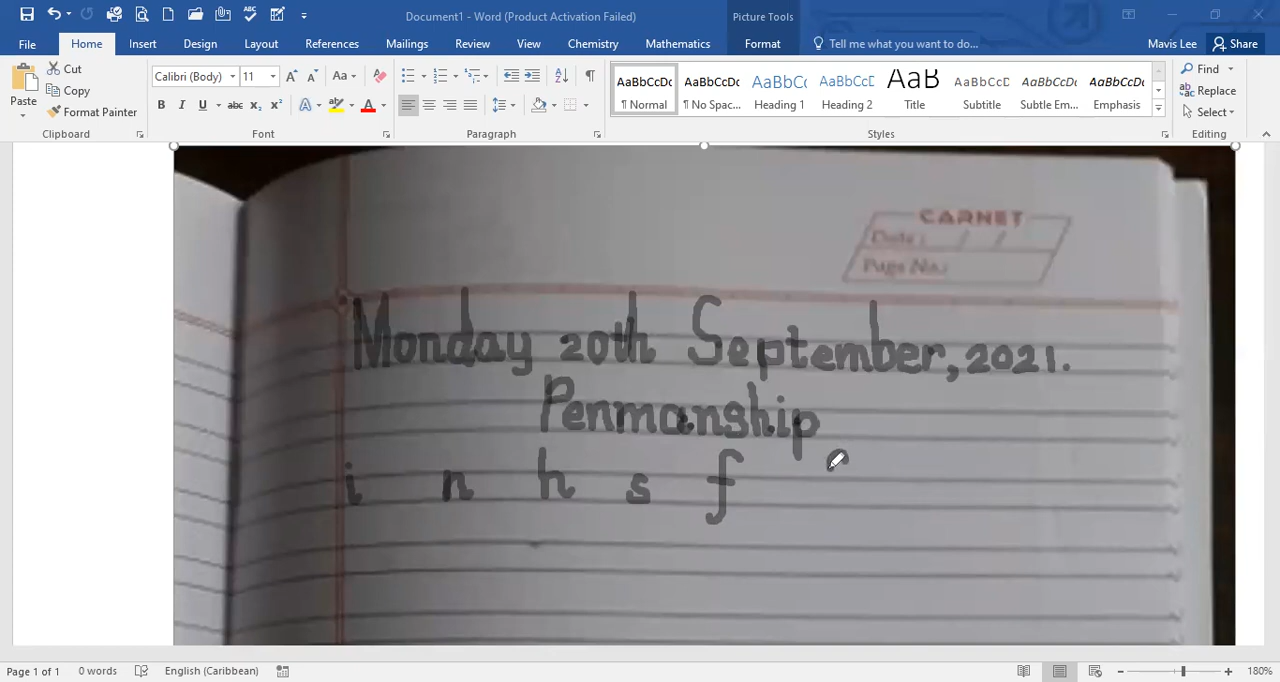 Document1 - Word (Product Activation Failed)
Picture Tools
File Home Insert Design Layout References Mailings Review View Chemistry Mathematics Format Tell me what you want to do... Mavis Lee Share
Paste
Cut
Copy
Format Painter
Clipboard
Calibri (Body) 11
Font
Paragraph
AaBbCcDc AaBbCcDc AaBbCc AaBbCcD AaB AaBbCcD AaBbCcDc AaBbCcDc
¶ Normal ¶ No Spac... Heading 1 Heading 2 Title Subtitle Subtle Em... Emphasis
Styles
Find
Replace
Select
Editing
CARNET
Date : / /
Page No.:
Monday 20th September, 2021.
Penmanship
i n h s f
Page 1 of 1 0 words English (Caribbean) 180%